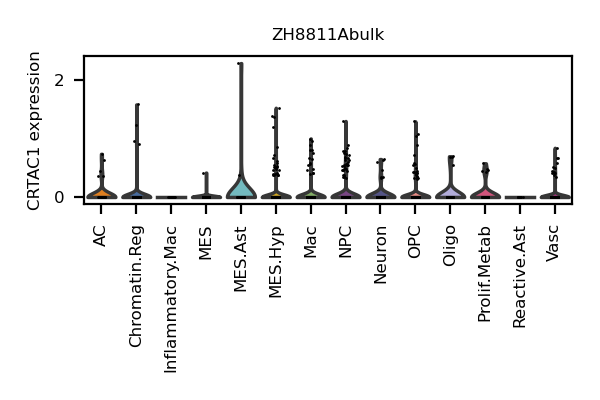 ZH8811Abulk
CRTAC1 expression
2
0
AC
Chromatin.Reg
Inflammatory.Mac
MES
MES.Ast
MES.Hyp
Mac
NPC
Neuron
OPC
Oligo
Prolif.Metab
Reactive.Ast
Vasc